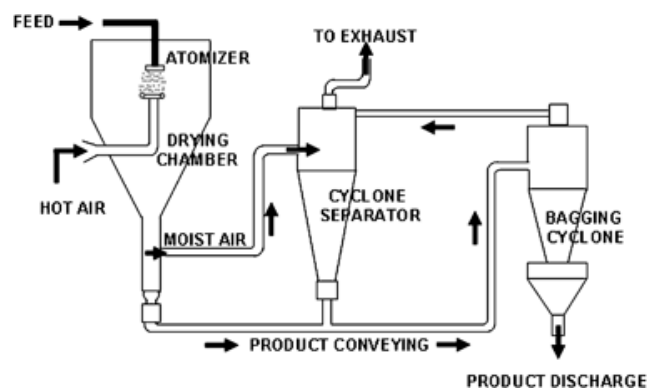 FEED
ATOMIZER
TO EXHAUST
DRYING
CHAMBER
HOT AIR
MOIST AIR
CYCLONE
SEPARATOR
BAGGING
CYCLONE
PRODUCT CONVEYING
PRODUCT DISCHARGE